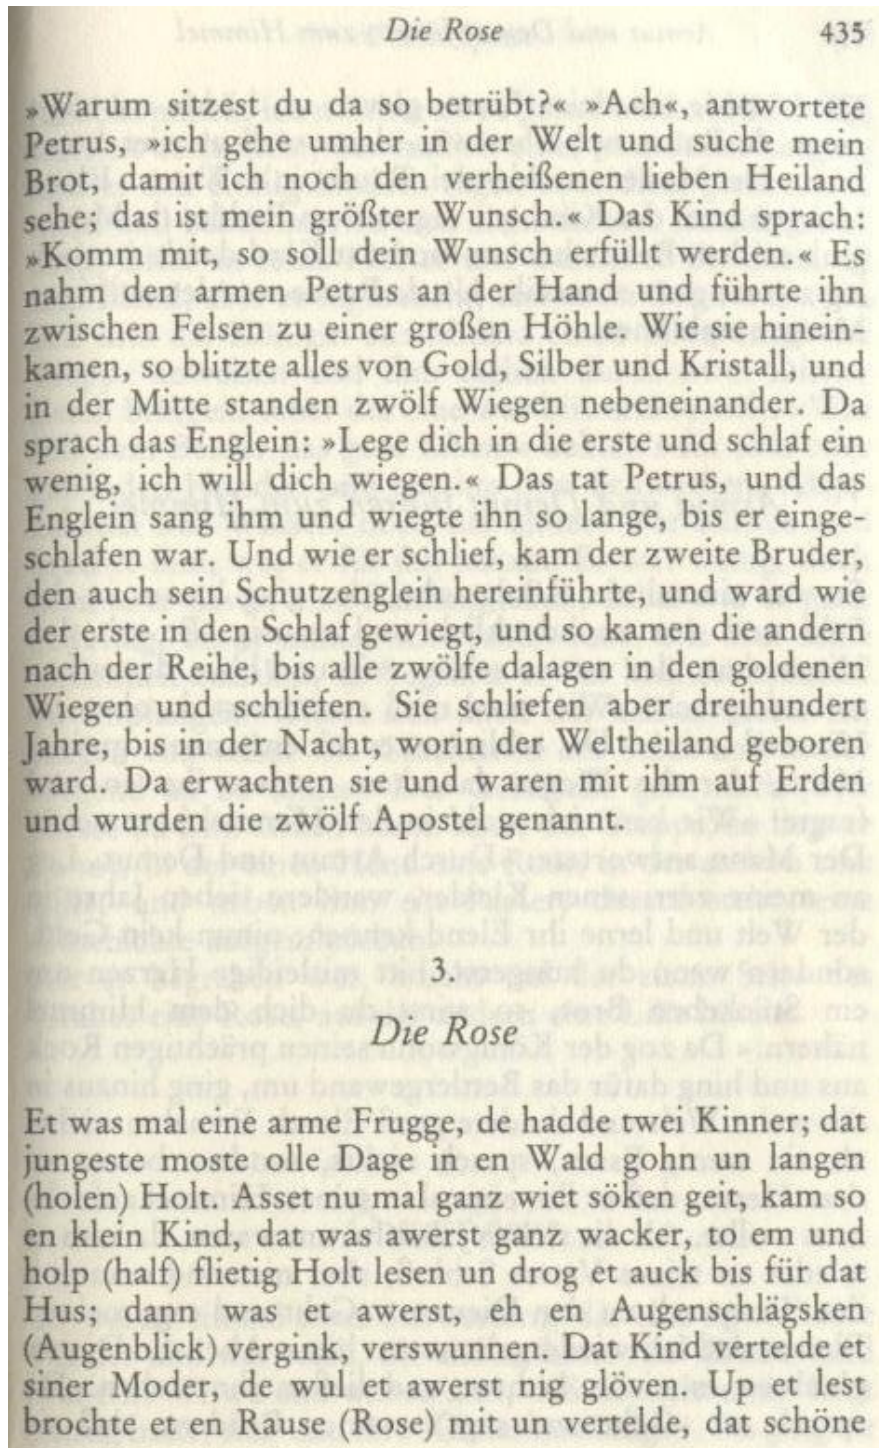 Die Rose 435
»Warum sitzest du da so betrübt?« »Ach«, antwortete
Petrus, »ich gehe umher in der Welt und suche mein
Brot, damit ich noch den verheißenen lieben Heiland
sehe; das ist mein größter Wunsch.« Das Kind sprach:
»Komm mit, so soll dein Wunsch erfüllt werden.« Es
nahm den armen Petrus an der Hand und führte ihn
zwischen Felsen zu einer großen Höhle. Wie sie hinein-
kamen, so blitzte alles von Gold, Silber und Kristall, und
in der Mitte standen zwölf Wiegen nebeneinander. Da
sprach das Englein: »Lege dich in die erste und schlaf ein
wenig, ich will dich wiegen.« Das tat Petrus, und das
Englein sang ihm und wiegte ihn so lange, bis er einge-
schlafen war. Und wie er schlief, kam der zweite Bruder,
den auch sein Schutzenglein hereinführte, und ward wie
der erste in den Schlaf gewiegt, und so kamen die andern
nach der Reihe, bis alle zwölfe dalagen in den goldenen
Wiegen und schliefen. Sie schliefen aber dreihundert
Jahre, bis in der Nacht, worin der Weltheiland geboren
ward. Da erwachten sie und waren mit ihm auf Erden
und wurden die zwölf Apostel genannt.
3.
Die Rose
Et was mal eine arme Frugge, de hadde twei Kinner; dat
jungeste moste olle Dage in en Wald gohn un langen
(holen) Holt. Asset nu mal ganz wiet söken geit, kam so
en klein Kind, dat was awerst ganz wacker, to em und
holp (half) flietig Holt lesen un drog et auck bis für dat
Hus; dann was et awerst, eh en Augenschlägsken
(Augenblick) vergink, verswunnen. Dat Kind vertelde et
siner Moder, de wul et awerst nig glöven. Up et lest
brochte et en Rause (Rose) mit un vertelde, dat schöne